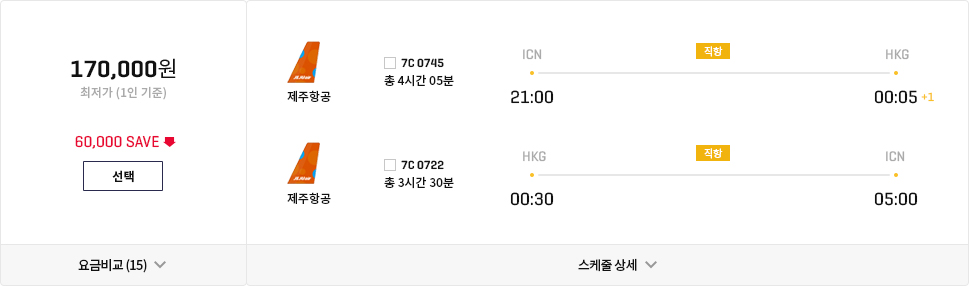 170,000원
최저가 (1인 기준)
60,000 SAVE
선택
요금비교 (15)
제주항공
7C 0745
총 4시간 05분
ICN
직항
HKG
21:00
00:05 +1
제주항공
7C 0722
총 3시간 30분
HKG
직항
ICN
00:30
05:00
스케줄 상세